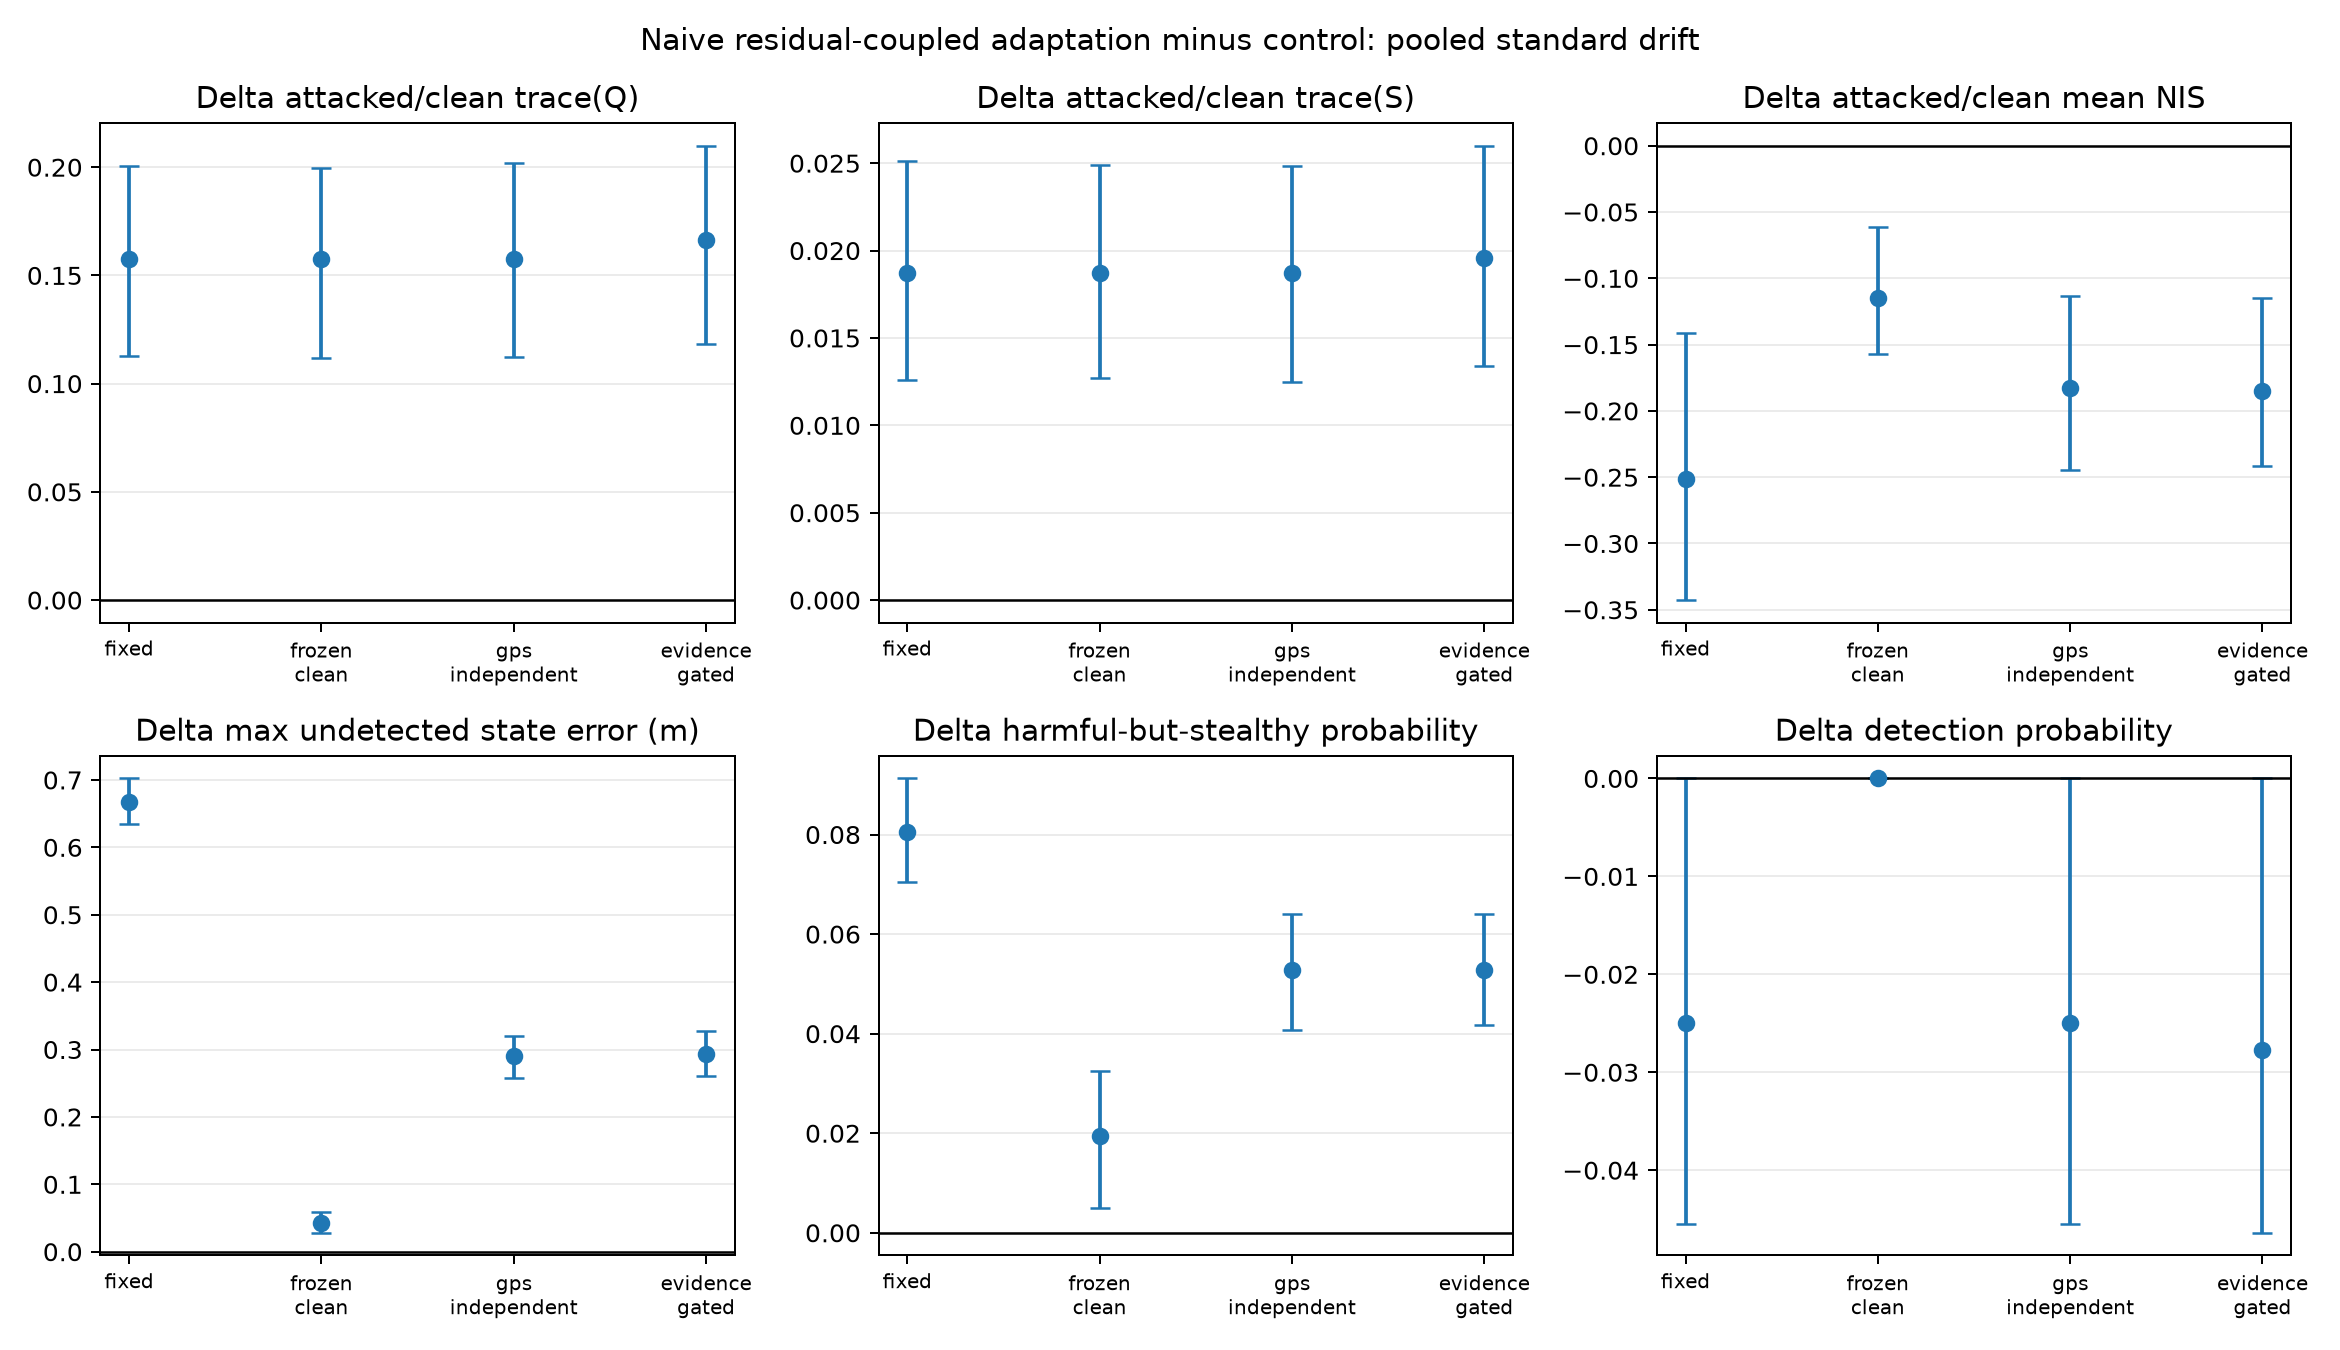 Naive residual-coupled adaptation minus control: pooled standard drift
Delta attacked/clean trace(Q)
0.20
0.15
0.10
0.05
0.00
fixed
frozen
clean
gps
independent
evidence
gated
Delta attacked/clean trace(S)
0.025
0.020
0.015
0.010
0.005
0.000
fixed
frozen
clean
gps
independent
evidence
gated
Delta attacked/clean mean NIS
0.00
−0.05
−0.10
−0.15
−0.20
−0.25
−0.30
−0.35
fixed
frozen
clean
gps
independent
evidence
gated
Delta max undetected state error (m)
0.7
0.6
0.5
0.4
0.3
0.2
0.1
0.0
fixed
frozen
clean
gps
independent
evidence
gated
Delta harmful-but-stealthy probability
0.08
0.06
0.04
0.02
0.00
fixed
frozen
clean
gps
independent
evidence
gated
Delta detection probability
0.00
−0.01
−0.02
−0.03
−0.04
fixed
frozen
clean
gps
independent
evidence
gated